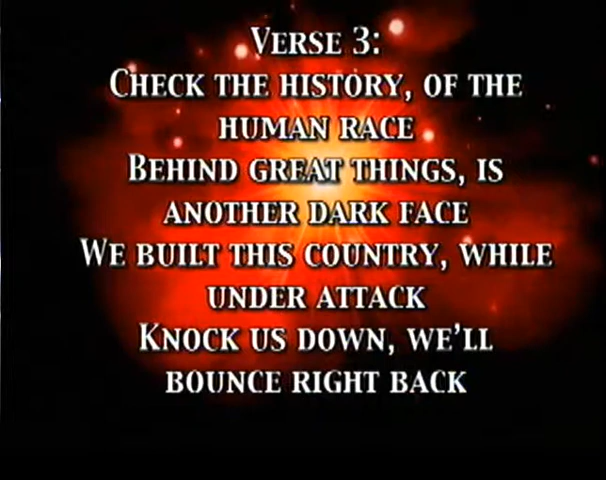 VERSE 3:
CHECK THE HISTORY, OF THE
HUMAN RACE
BEHIND GREAT THINGS, IS
ANOTHER DARK FACE
WE BUILT THIS COUNTRY, WHILE
UNDER ATTACK
KNOCK US DOWN, WE'LL
BOUNCE RIGHT BACK